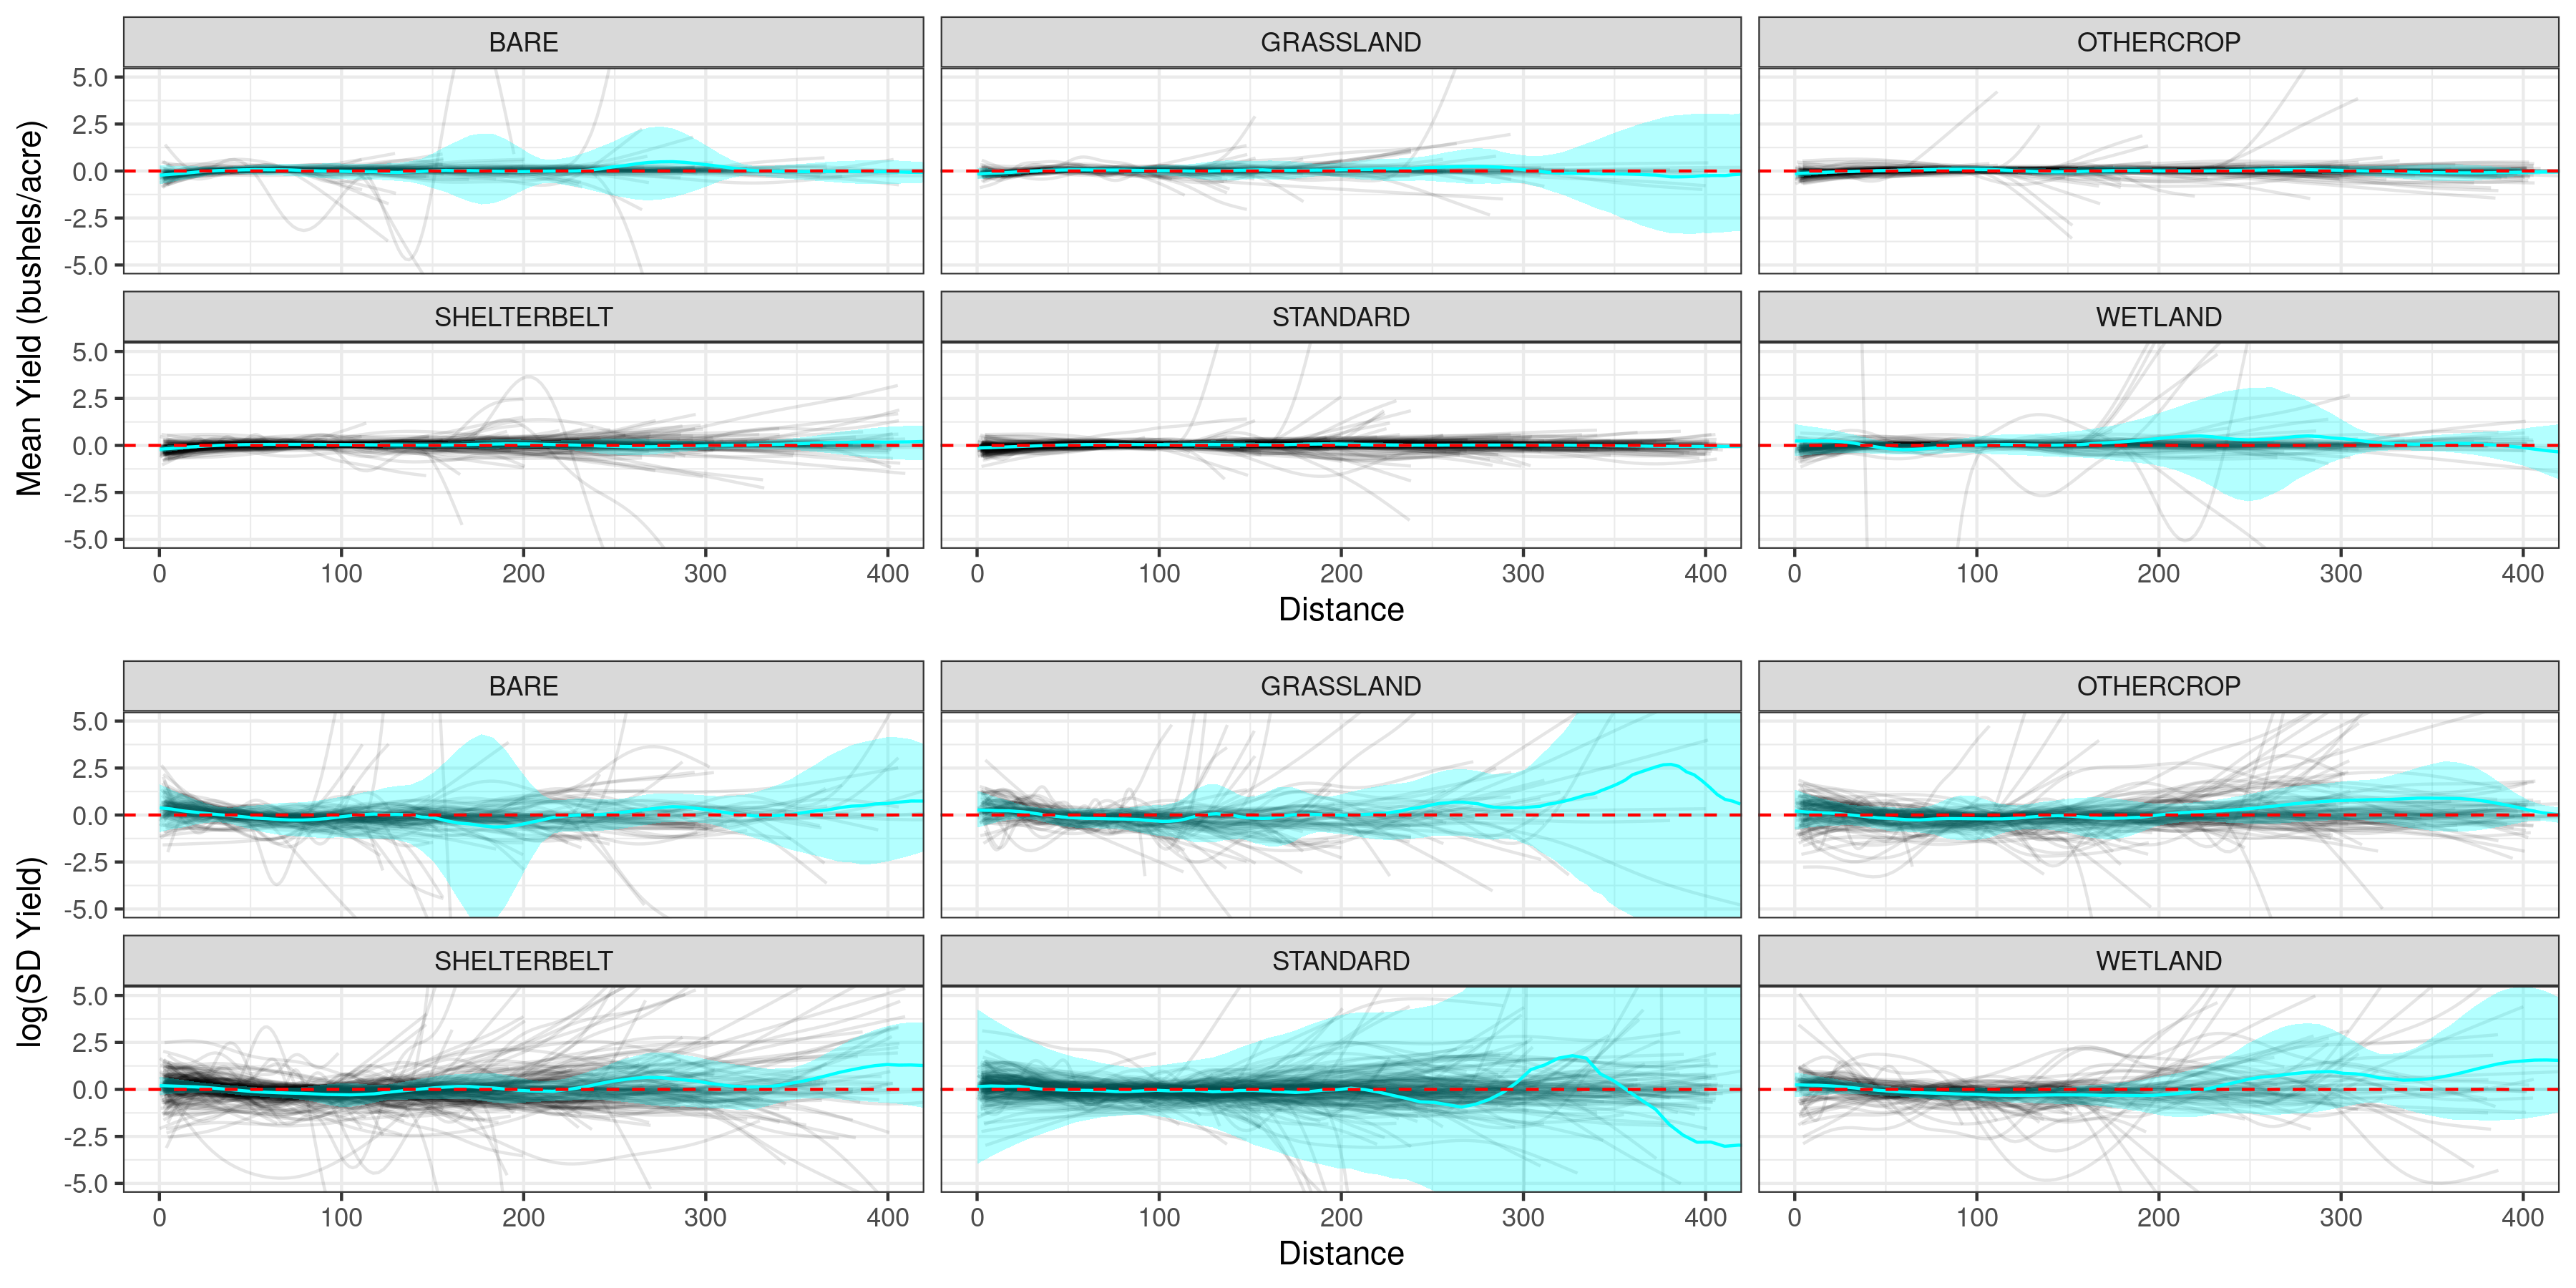 BARE GRASSLAND OTHERCROP
5.0
2.5
0.0
-2.5
-5.0
SHELTERBELT STANDARD WETLAND
5.0
2.5
0.0
-2.5
-5.0
Mean Yield (bushels/acre)
0 100 200 300 400 0 100 200 300 400 0 100 200 300 400
Distance
BARE GRASSLAND OTHERCROP
5.0
2.5
0.0
-2.5
-5.0
SHELTERBELT STANDARD WETLAND
5.0
2.5
0.0
-2.5
-5.0
log(SD Yield)
0 100 200 300 400 0 100 200 300 400 0 100 200 300 400
Distance